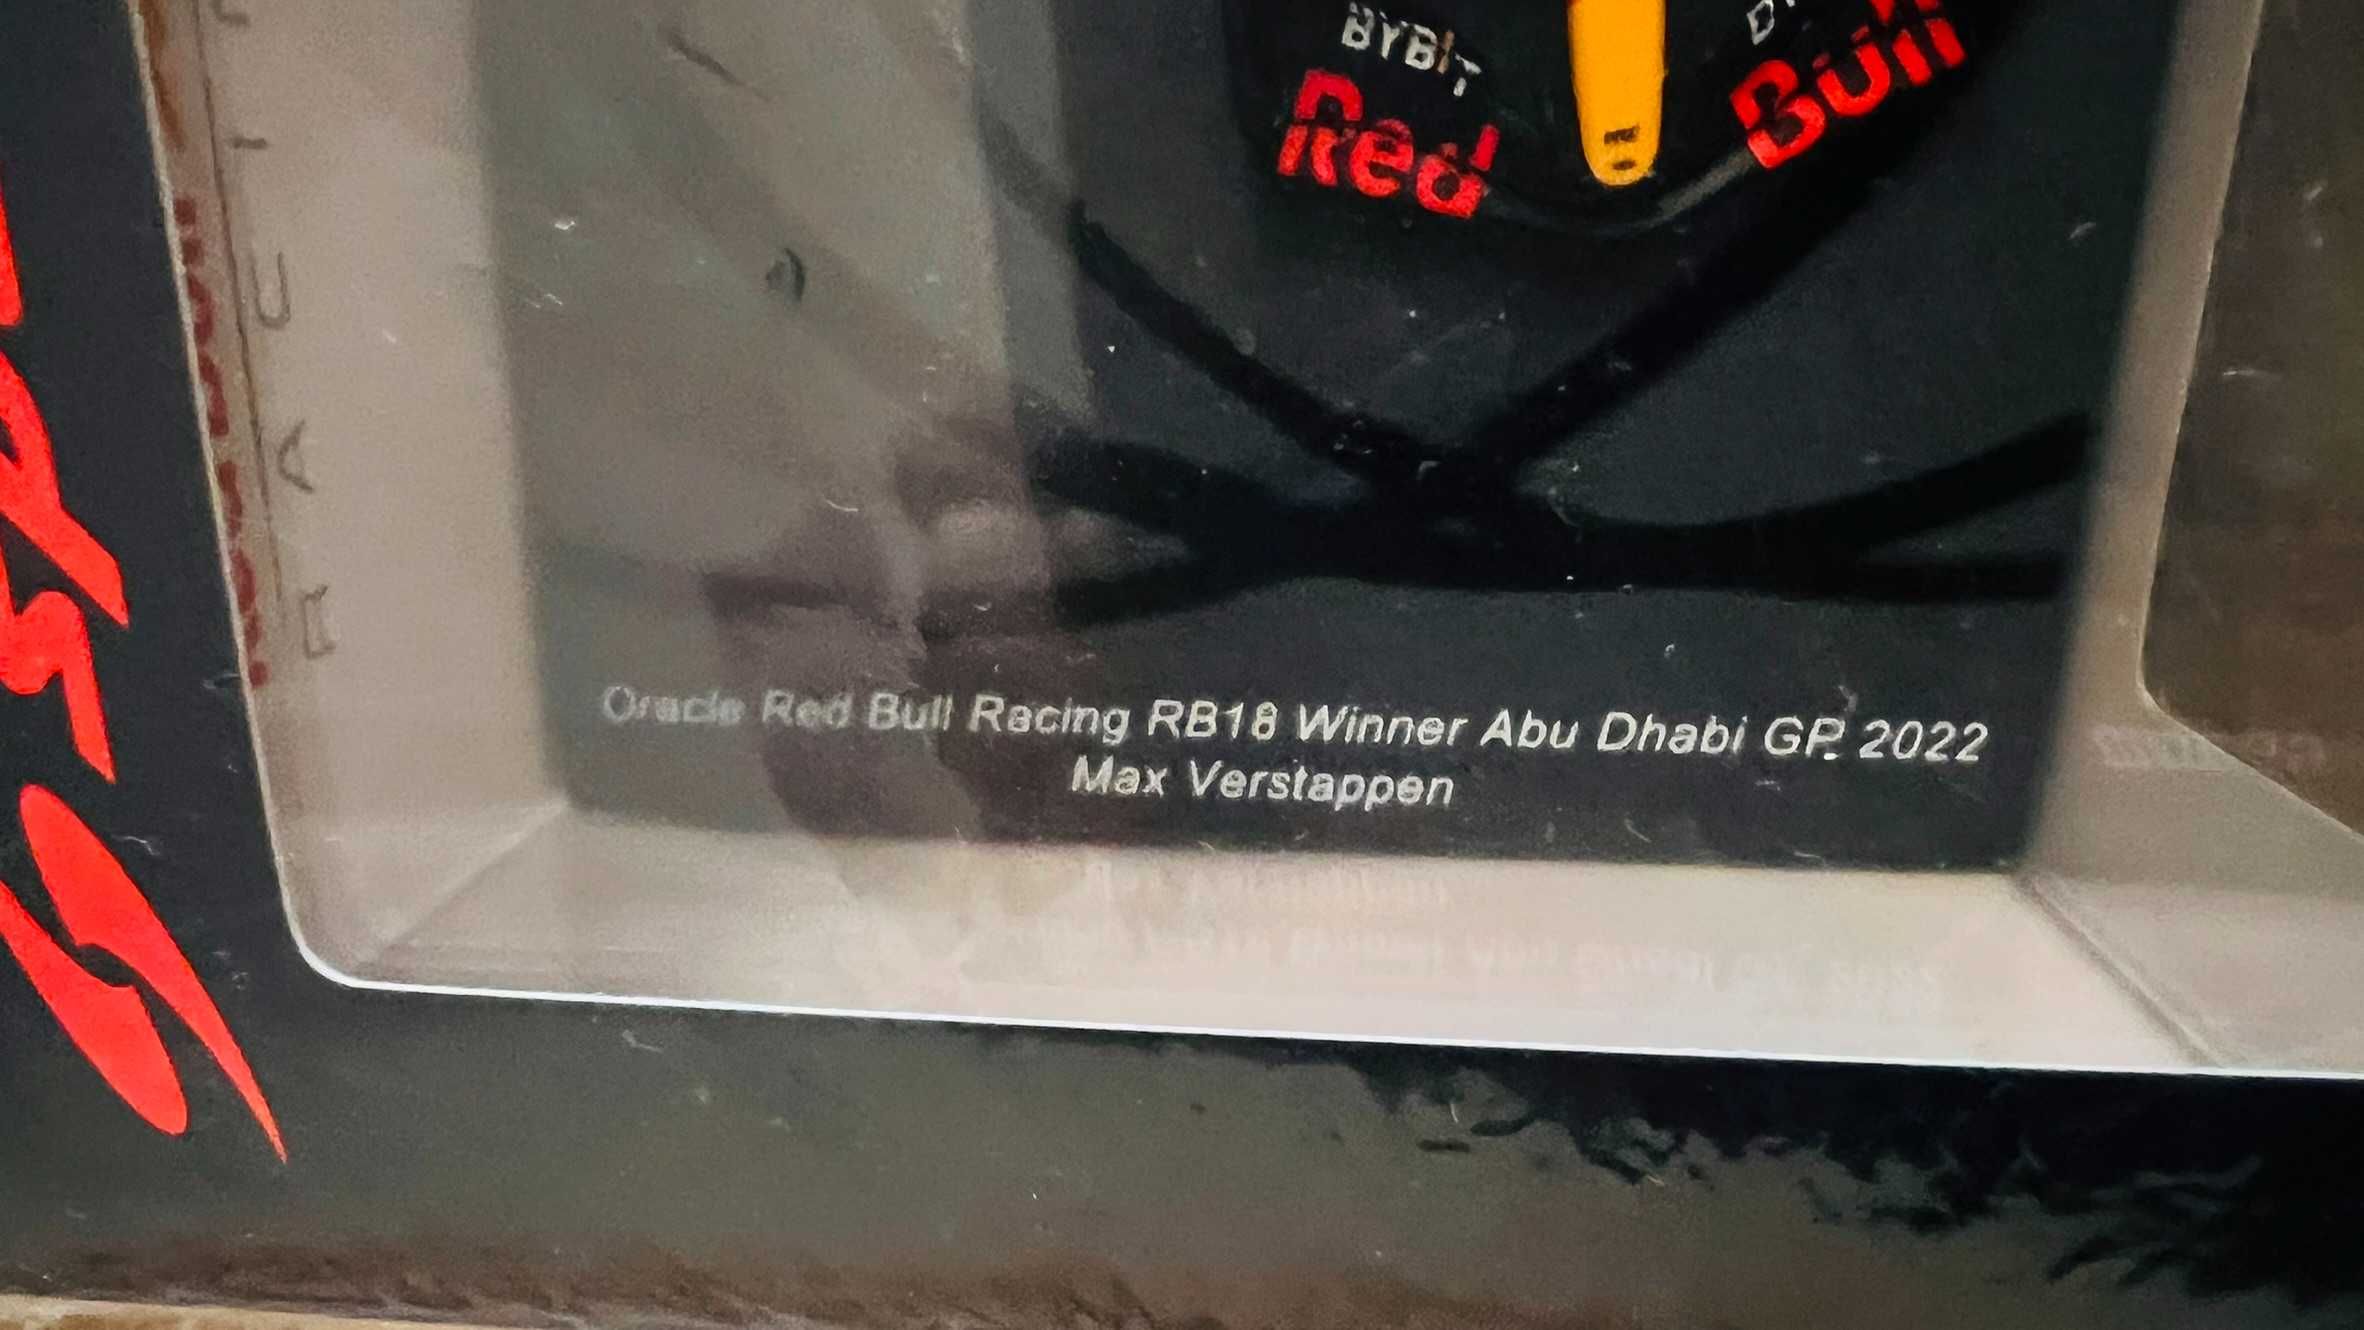 BYBIT
Red Bull
Oracle Red Bull Racing RB18 Winner Abu Dhabi GP. 2022
Max Verstappen